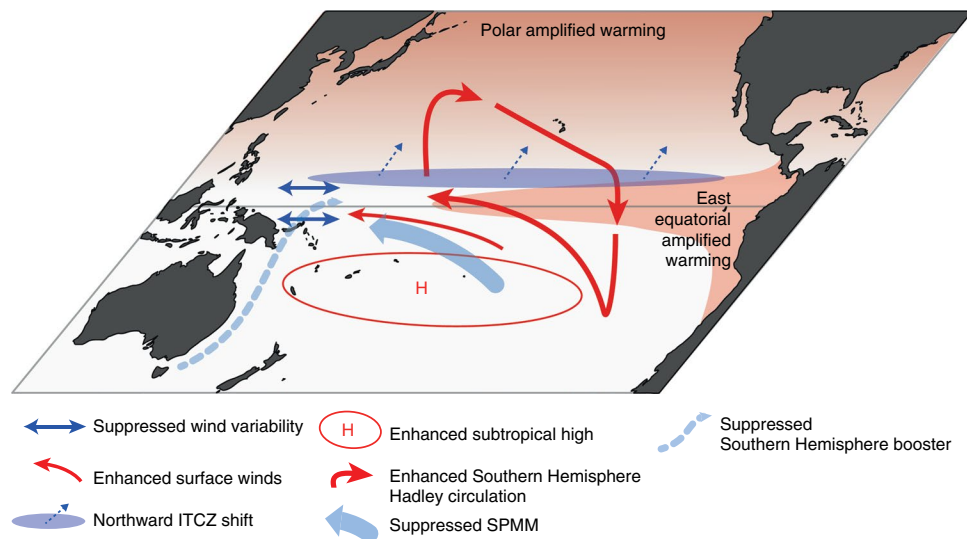 Polar amplified warming
East
equatorial
amplified
warming
H
Suppressed wind variability
H
Enhanced subtropical high
Suppressed
Southern Hemisphere booster
Enhanced surface winds
Enhanced Southern Hemisphere
Hadley circulation
Northward ITCZ shift
Suppressed SPMM